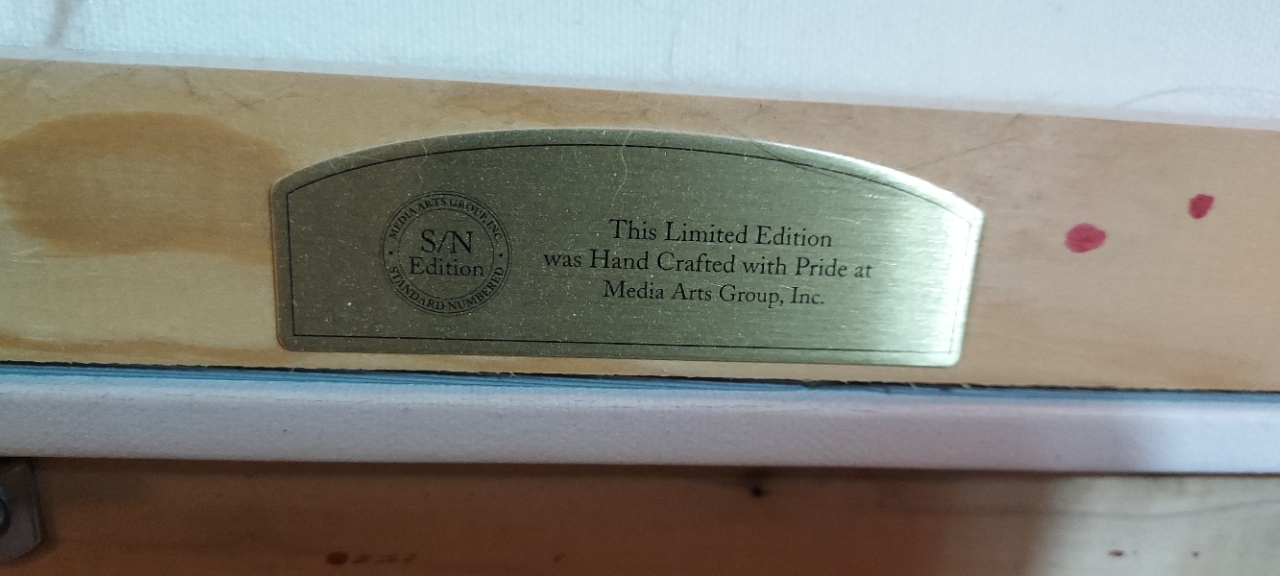 MEDIA ARTS GROUP, INC.
S/N
Edition
STANDARD NUMBERED
This Limited Edition
was Hand Crafted with Pride at
Media Arts Group, Inc.